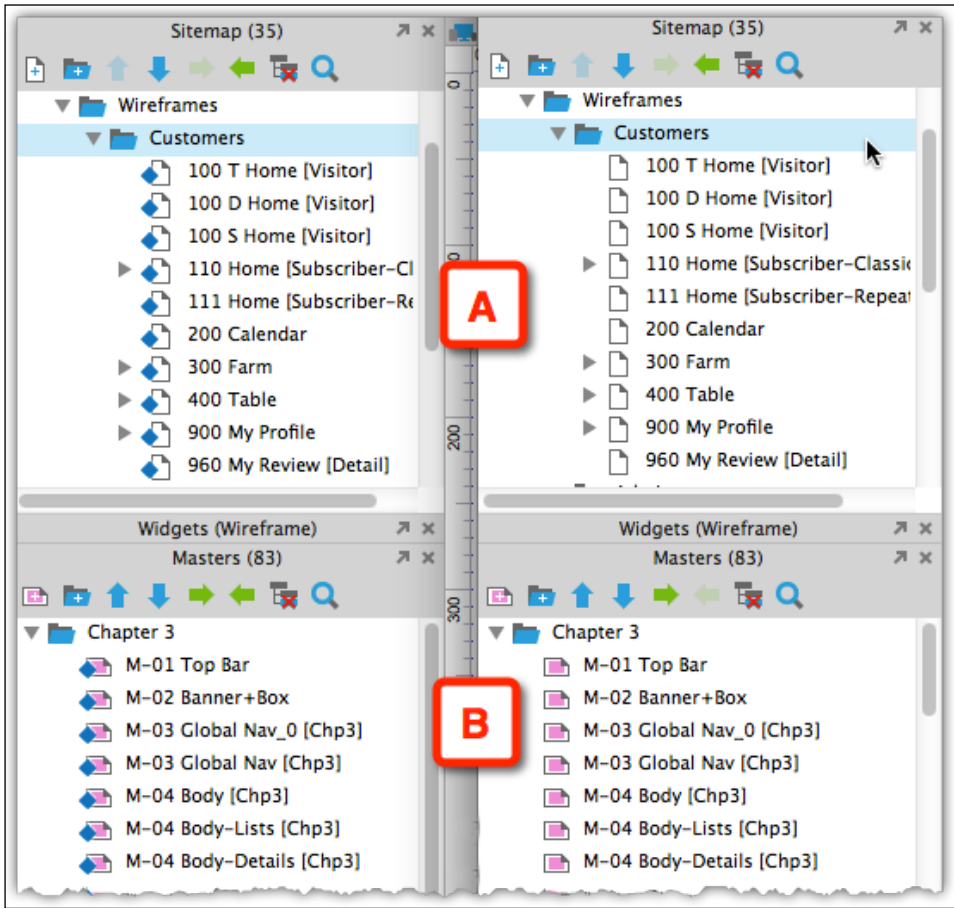 Sitemap (35)
Wireframes
Customers
100 T Home [Visitor]
100 D Home [Visitor]
100 S Home [Visitor]
110 Home [Subscriber-Cl
111 Home [Subscriber-Re
200 Calendar
300 Farm
400 Table
900 My Profile
960 My Review [Detail]
Widgets (Wireframe)
Masters (83)
Chapter 3
M-01 Top Bar
M-02 Banner+Box
M-03 Global Nav_0 [Chp3]
M-03 Global Nav [Chp3]
M-04 Body [Chp3]
M-04 Body-Lists [Chp3]
M-04 Body-Details [Chp3]
0
200
300
A
B
Sitemap (35)
Wireframes
Customers
100 T Home [Visitor]
100 D Home [Visitor]
100 S Home [Visitor]
110 Home [Subscriber-Classic
111 Home [Subscriber-Repeat
200 Calendar
300 Farm
400 Table
900 My Profile
960 My Review [Detail]
Widgets (Wireframe)
Masters (83)
Chapter 3
M-01 Top Bar
M-02 Banner+Box
M-03 Global Nav_0 [Chp3]
M-03 Global Nav [Chp3]
M-04 Body [Chp3]
M-04 Body-Lists [Chp3]
M-04 Body-Details [Chp3]